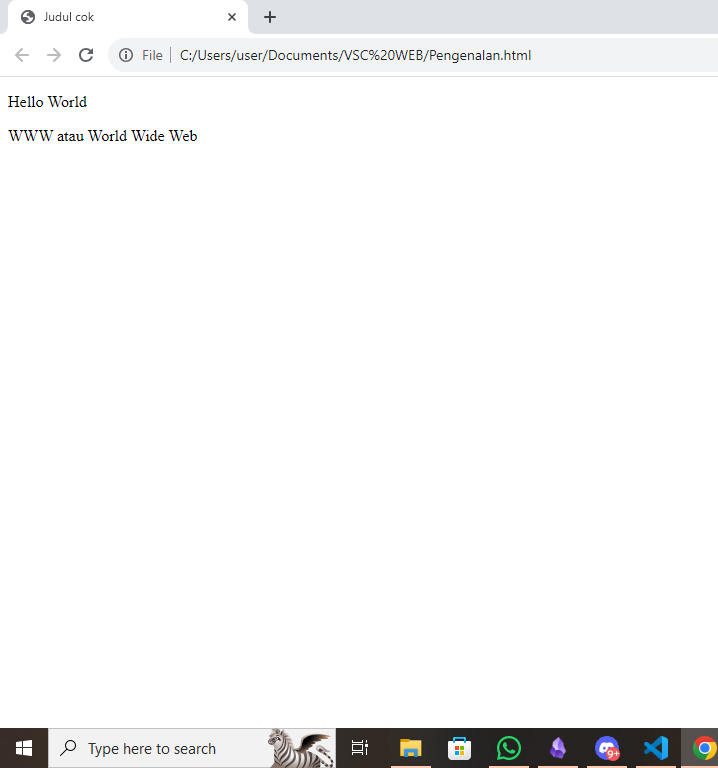 Judul cok
File | C:/Users/user/Documents/VSC%20WEB/Pengenalan.html
Hello World
WWW atau World Wide Web
Type here to search
9+